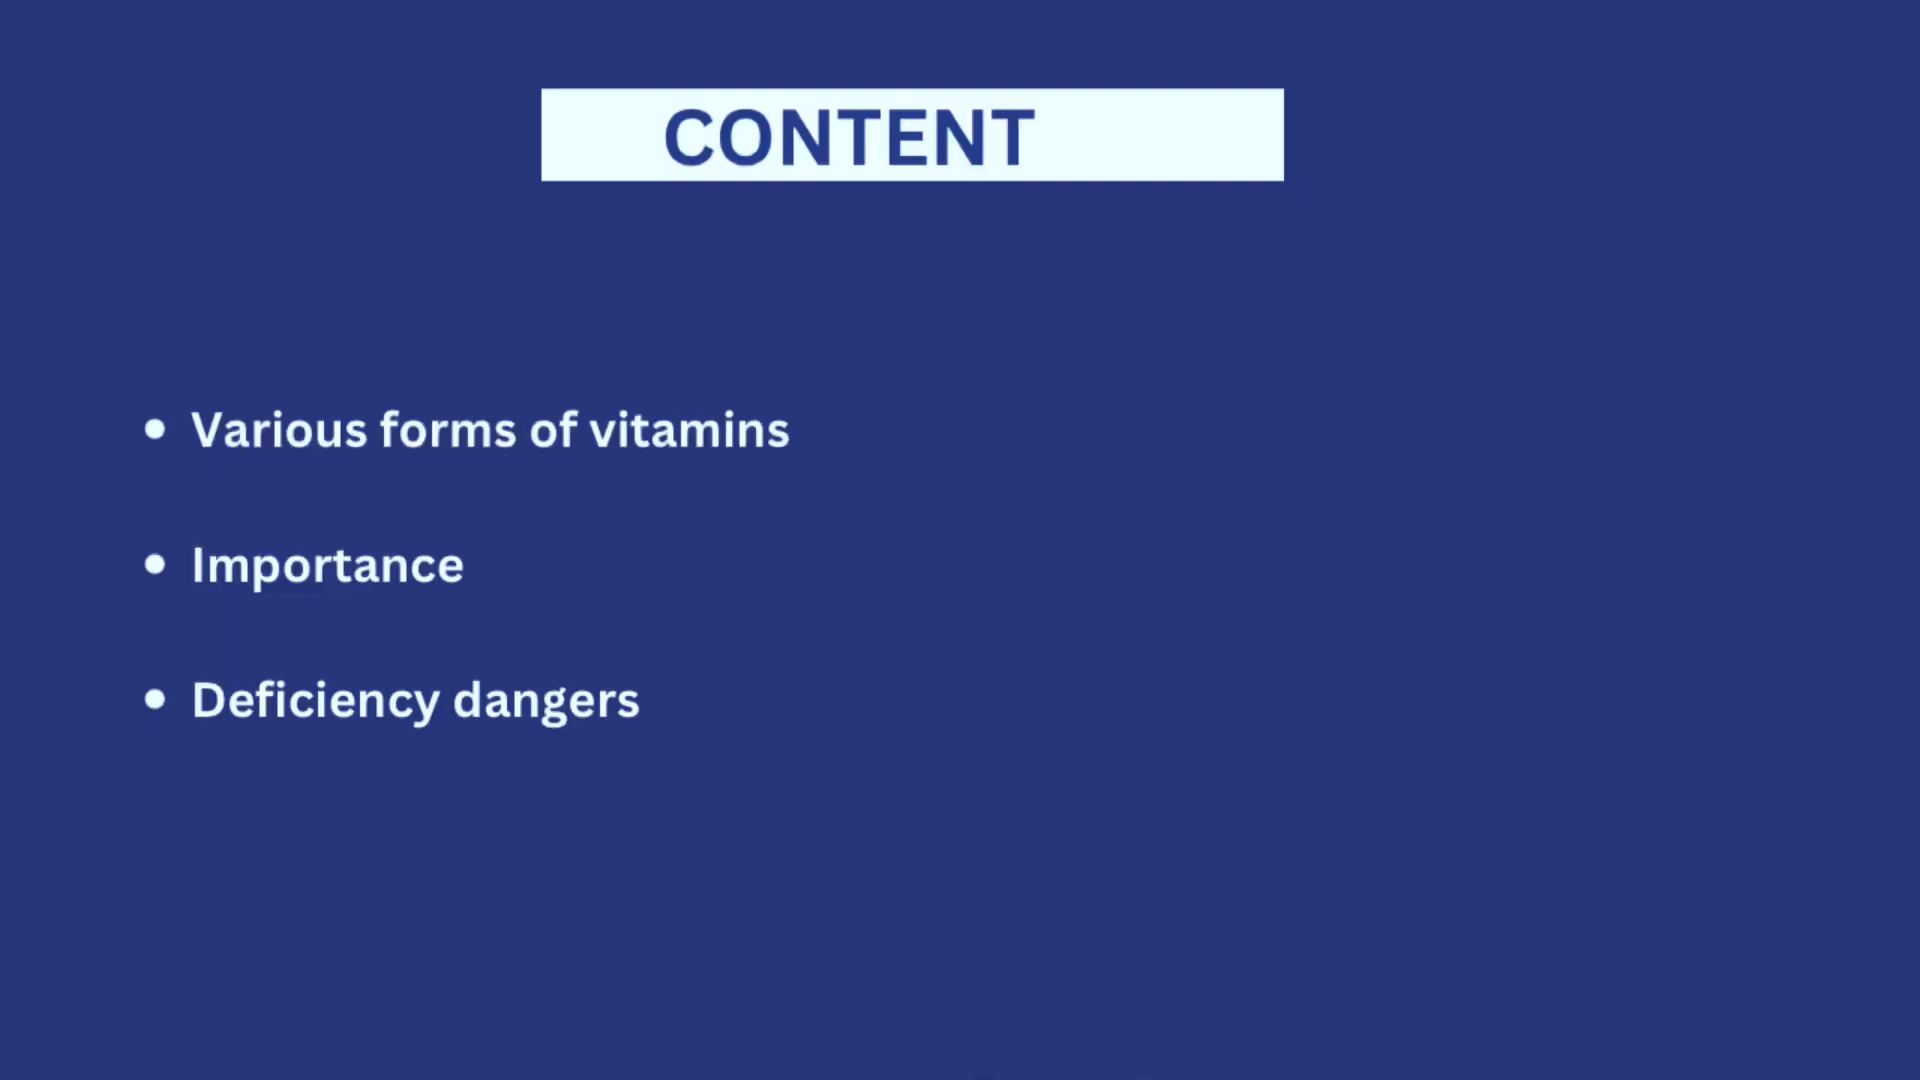 CONTENT
• Various forms of vitamins
• Importance
• Deficiency dangers